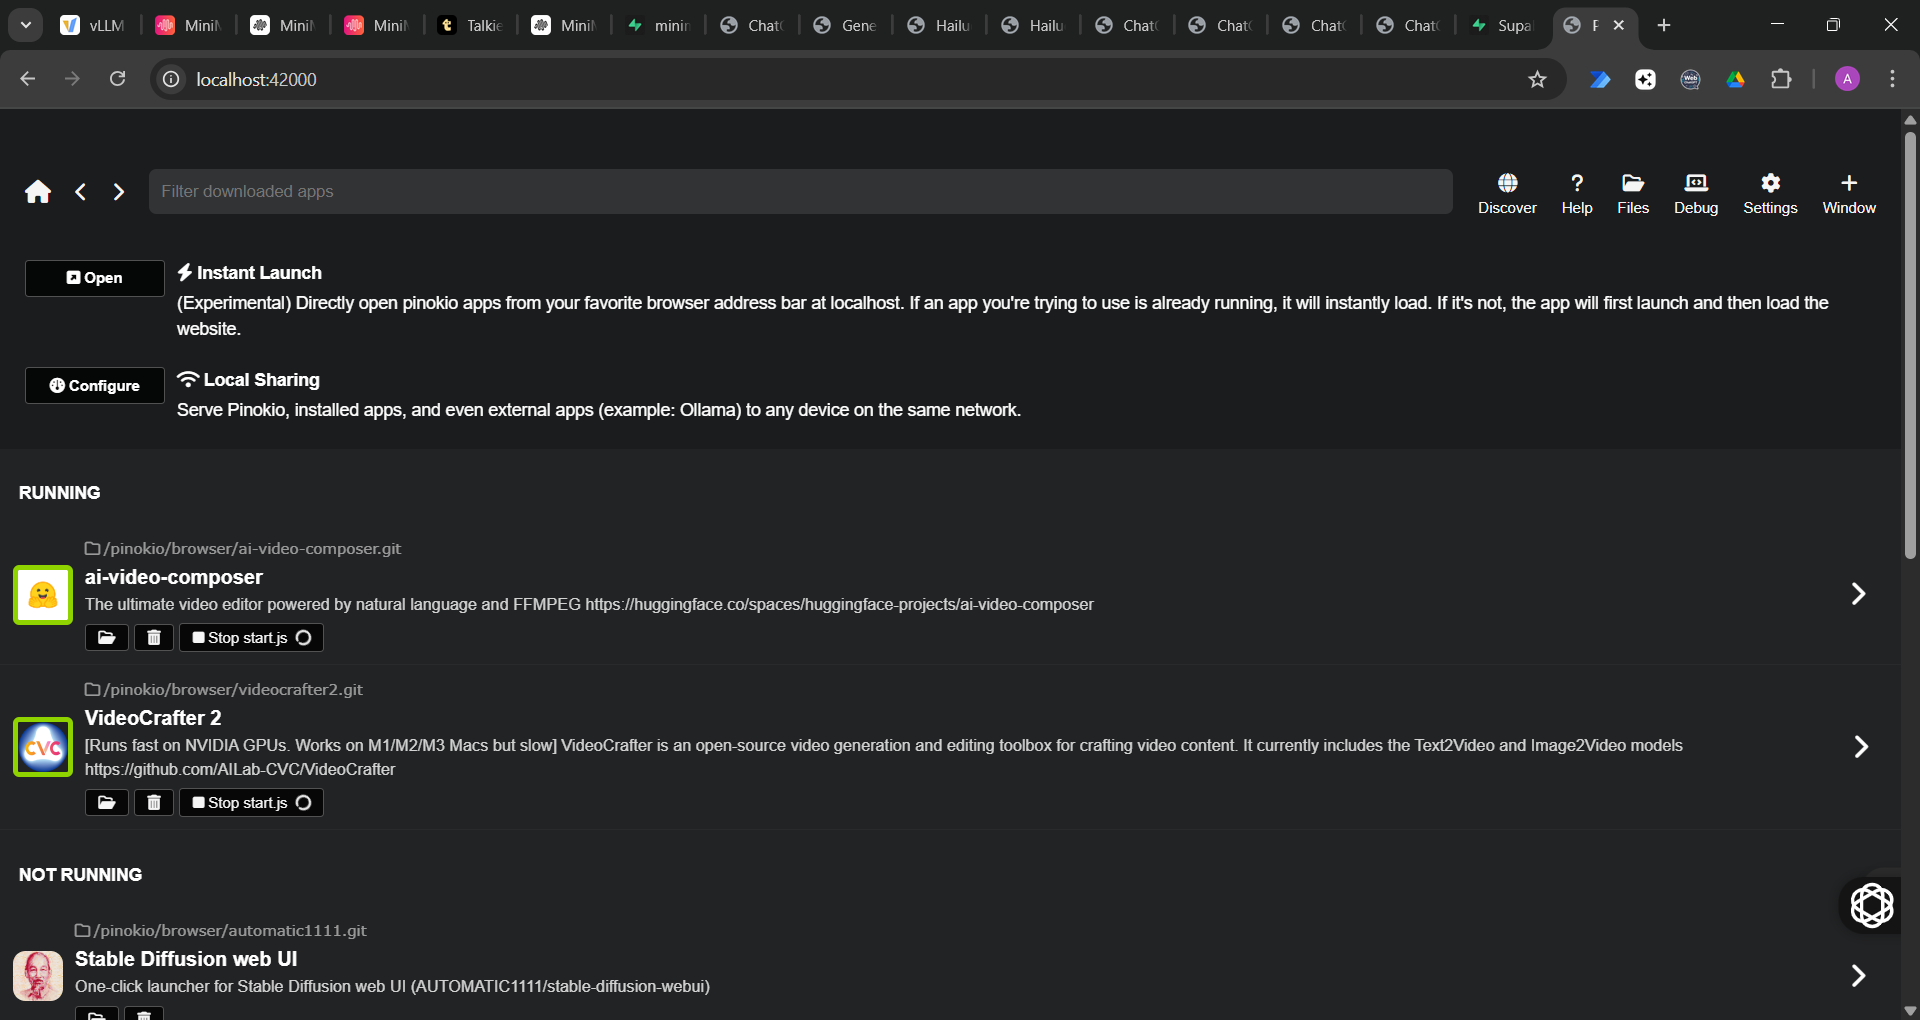 vLLM
Mini
Mini
Mini
Talkie
Mini
minin
Chat
Gene
Hailu
Hailu
Chat
Chat
Chat
Chat
Supa
localhost:42000
A
Filter downloaded apps
Discover
Help
Files
Debug
Settings
Window
Open
Instant Launch
(Experimental) Directly open pinokio apps from your favorite browser address bar at localhost. If an app you're trying to use is already running, it will instantly load. If it's not, the app will first launch and then load the
website.
Configure
Local Sharing
Serve Pinokio, installed apps, and even external apps (example: Ollama) to any device on the same network.
RUNNING
/pinokio/browser/ai-video-composer.git
ai-video-composer
The ultimate video editor powered by natural language and FFMPEG https://huggingface.co/spaces/huggingface-projects/ai-video-composer
Stop start.js
/pinokio/browser/videocrafter2.git
VideoCrafter 2
CVC
[Runs fast on NVIDIA GPUs. Works on M1/M2/M3 Macs but slow] VideoCrafter is an open-source video generation and editing toolbox for crafting video content. It currently includes the Text2Video and Image2Video models
https://github.com/AILab-CVC/VideoCrafter
Stop start.js
NOT RUNNING
/pinokio/browser/automatic1111.git
Stable Diffusion web UI
One-click launcher for Stable Diffusion web UI (AUTOMATIC1111/stable-diffusion-webui)